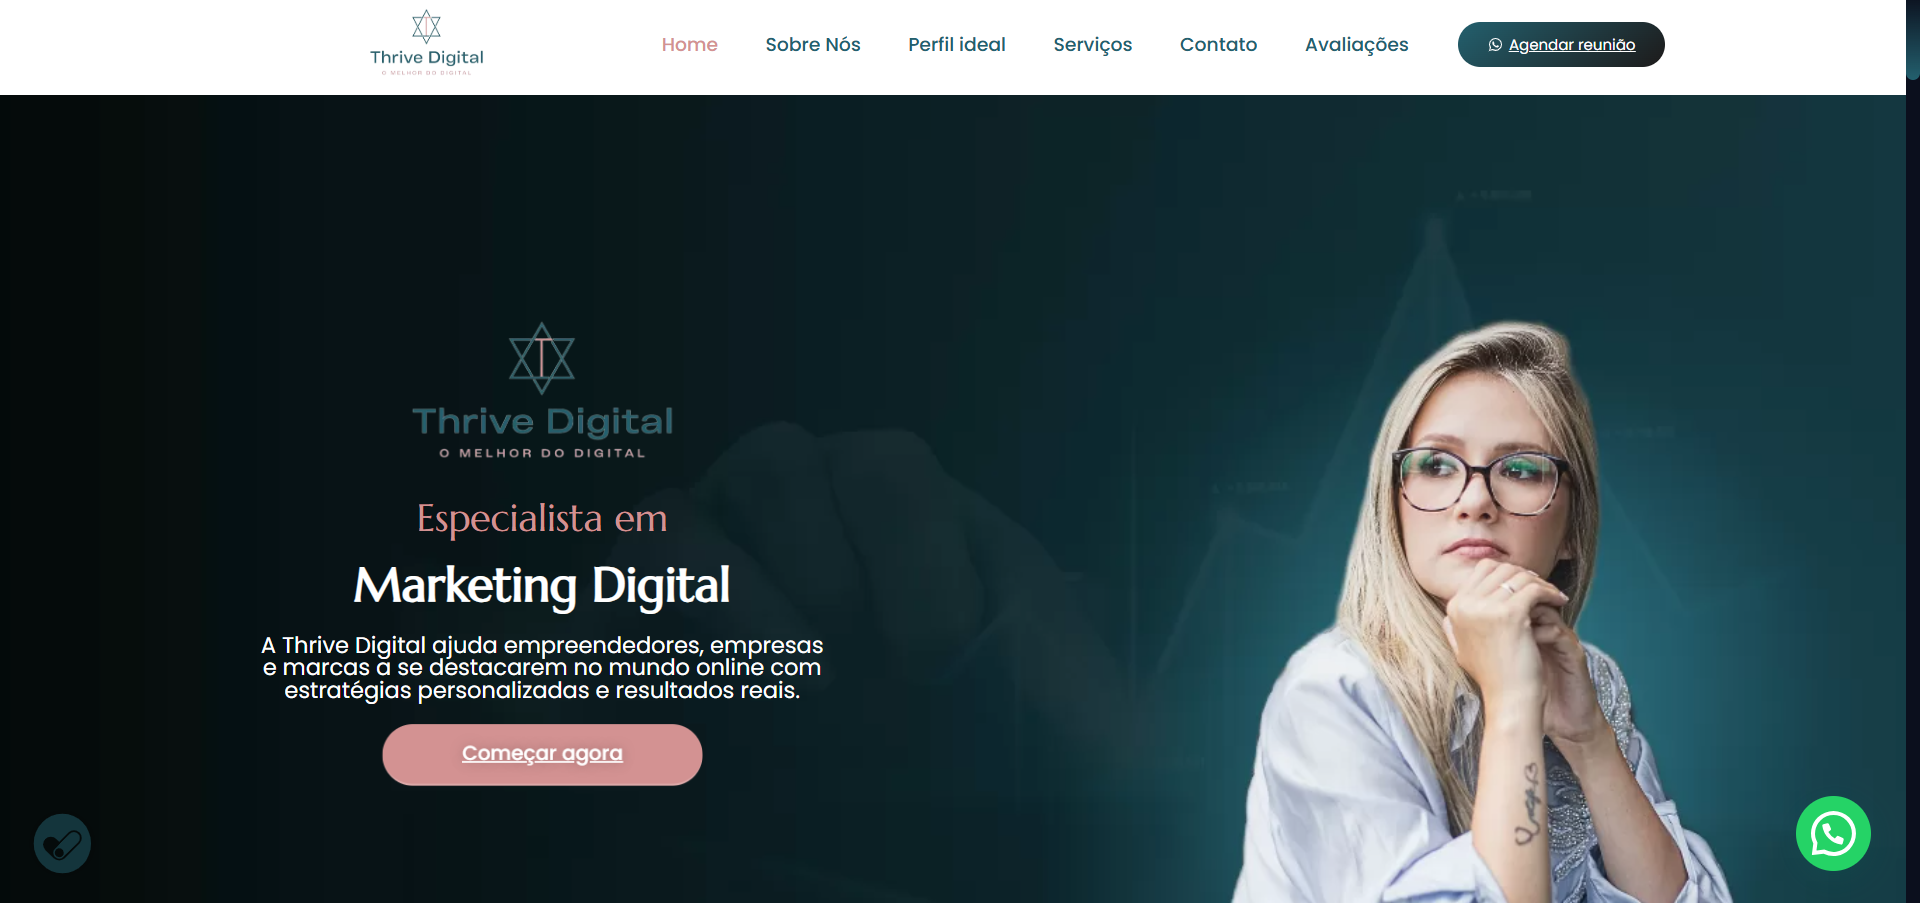 Thrive Digital
O MELHOR DO DIGITAL
Home
Sobre Nós
Perfil ideal
Serviços
Contato
Avaliações
Agendar reunião
Thrive Digital
O MELHOR DO DIGITAL
Especialista em
Marketing Digital
A Thrive Digital ajuda empreendedores, empresas
e marcas a se destacarem no mundo online com
estratégias personalizadas e resultados reais.
Começar agora